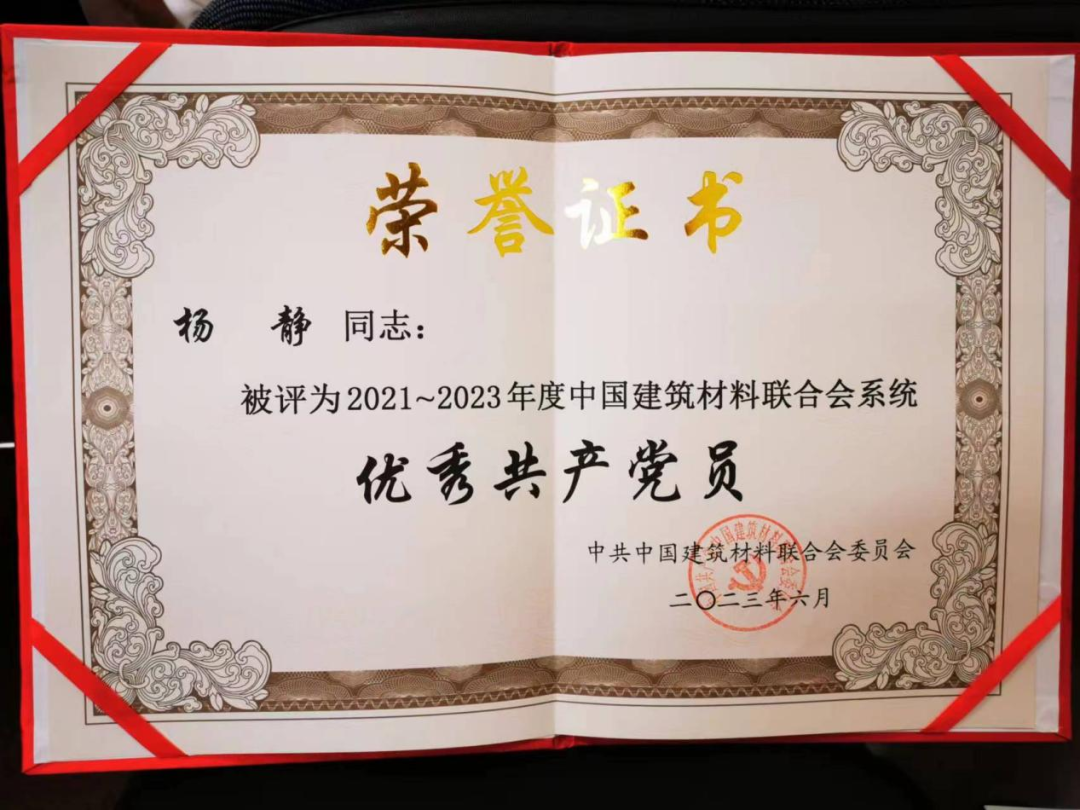 荣誉证书
杨 静 同志：
被评为2021~2023年度中国建筑材料联合会系统
优秀共产党员
中共中国建筑材料联合会委员会
二〇二三年六月